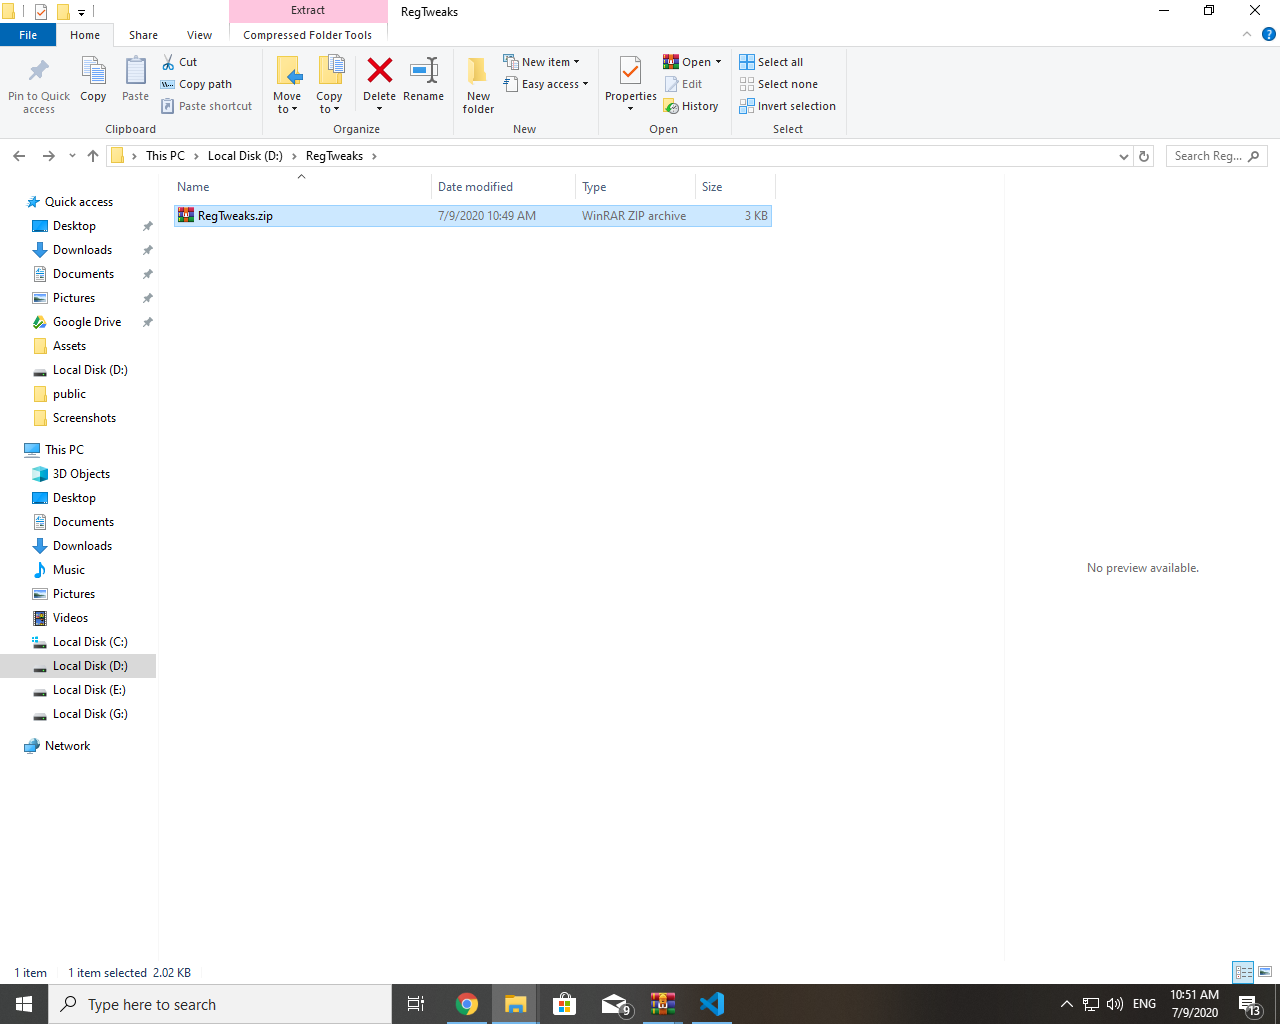 Extract
RegTweaks
File
Home
Share
View
Compressed Folder Tools
Pin to Quick access
Copy
Paste
Cut
Copy path
Paste shortcut
Clipboard
Move to
Copy to
Delete
Rename
Organize
New folder
New item
Easy access
New
Properties
Open
Edit
History
Open
Select all
Select none
Invert selection
Select
This PC > Local Disk (D:) > RegTweaks >
Search Reg...
Name
Date modified
Type
Size
RegTweaks.zip
7/9/2020 10:49 AM
WinRAR ZIP archive
3 KB
Quick access
Desktop
Downloads
Documents
Pictures
Google Drive
Assets
Local Disk (D:)
public
Screenshots
This PC
3D Objects
Desktop
Documents
Downloads
Music
Pictures
Videos
Local Disk (C:)
Local Disk (D:)
Local Disk (E:)
Local Disk (G:)
Network
No preview available.
1 item
1 item selected 2.02 KB
Type here to search
9
ENG
10:51 AM
7/9/2020
13